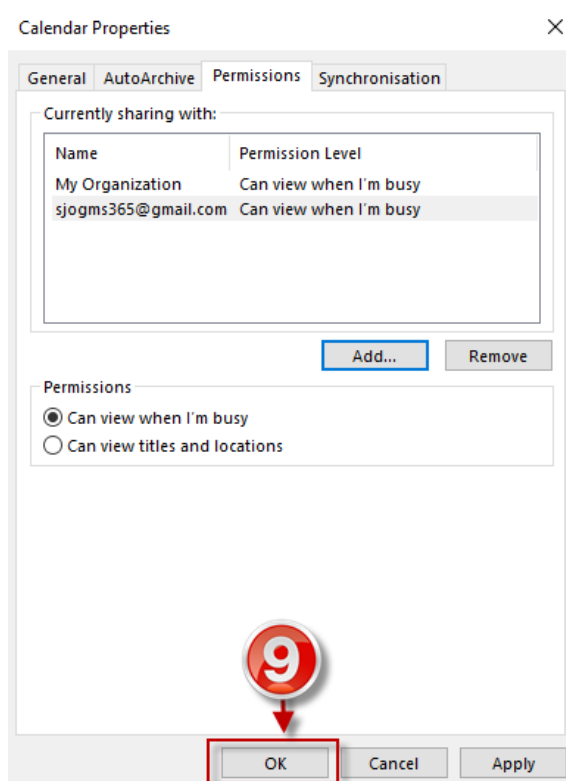 Calendar Properties
General AutoArchive Permissions Synchronisation
Currently sharing with:
Name Permission Level
My Organization Can view when I'm busy
sjogms365@gmail.com Can view when I'm busy
Add... Remove
Permissions
Can view when I'm busy
Can view titles and locations
9
OK Cancel Apply